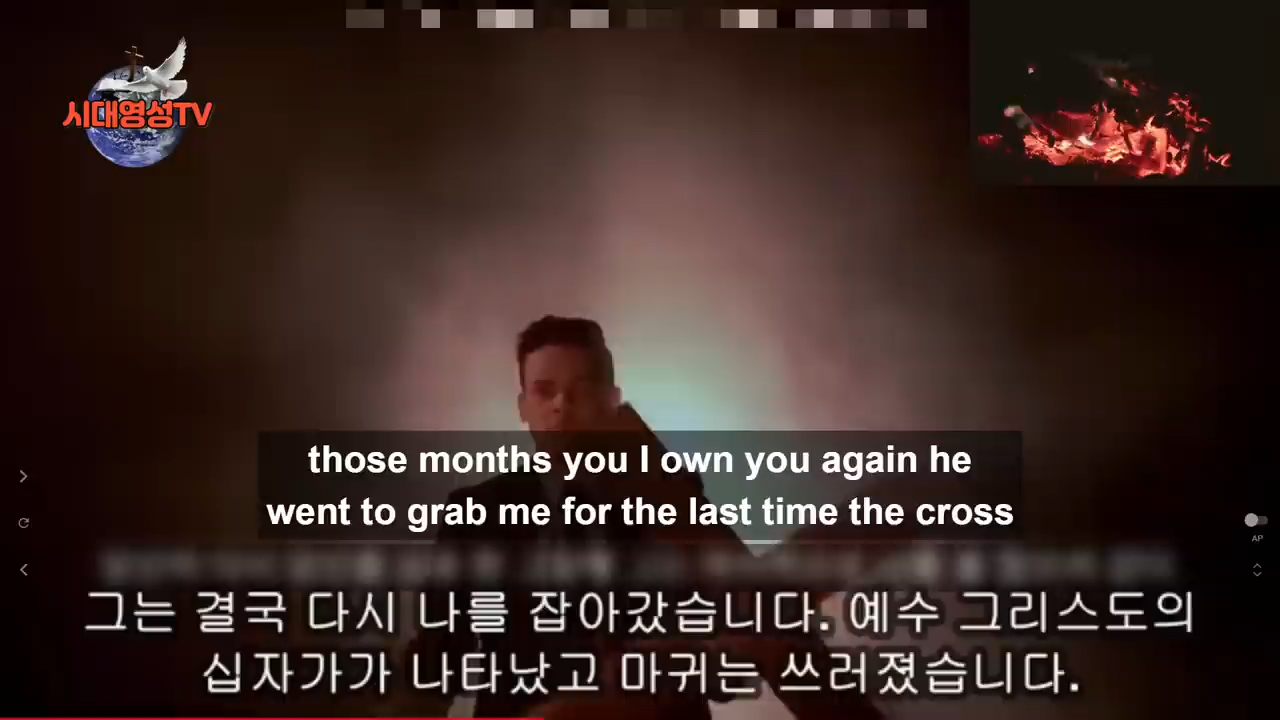 시대영성TV
those months you I own you again he
went to grab me for the last time the cross
AP
그는 결국 다시 나를 잡아갔습니다. 예수 그리스도의
십자가가 나타났고 마귀는 쓰러졌습니다.